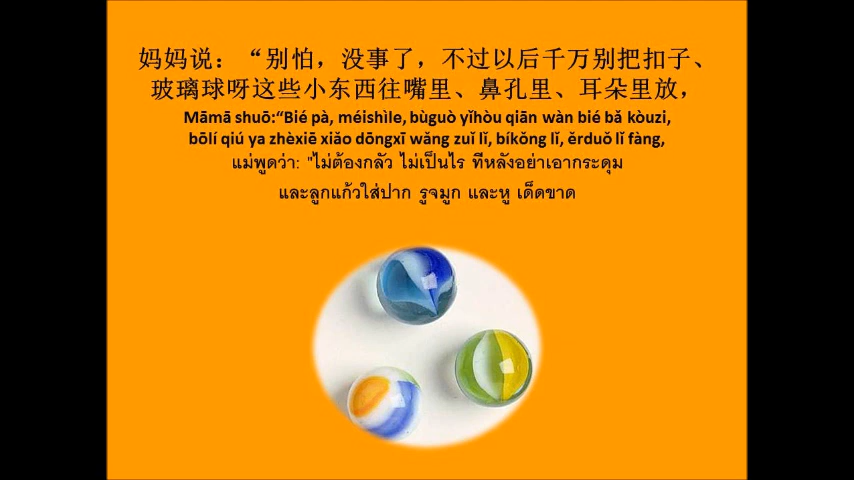 妈妈说：“别怕，没事了，不过以后千万别把扣子、
玻璃球呀这些小东西往嘴里、鼻孔里、耳朵里放，
Māmā shuō:“Bié pà, méishìle, bùguò yǐhòu qiān wàn bié bǎ kòuzi,
bōlí qiú ya zhèxiē xiǎo dōngxī wǎng zuǐ lǐ, bíkǒng lǐ, ěrduǒ lǐ fàng,
แม่พูดว่า: "ไม่ต้องกลัว ไม่เป็นไร ทีหลังอย่าเอากระดุม
และลูกแก้วใส่ปาก รูจมูก และหู เด็ดขาด